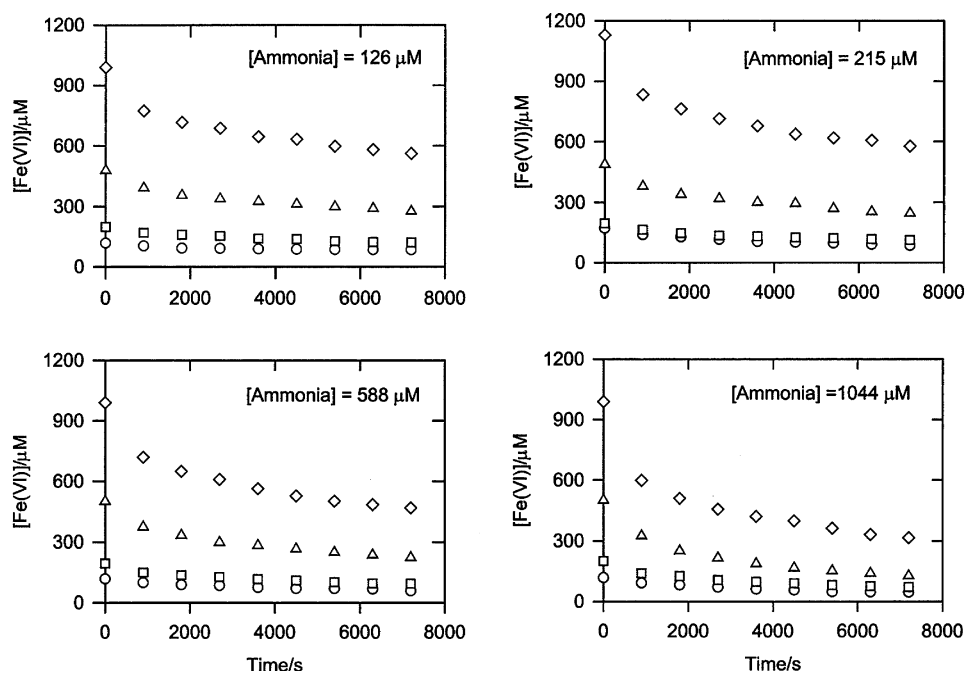 1200
900
600
300
0
[Fe(VI)]/μM
[Ammonia] = 126 μM
0 2000 4000 6000 8000
1200
900
600
300
0
[Fe(VI)]/μM
[Ammonia] = 215 μM
0 2000 4000 6000 8000
1200
900
600
300
0
[Fe(VI)]/μM
[Ammonia] = 588 μM
0 2000 4000 6000 8000
Time/s
1200
900
600
300
0
[Fe(VI)]/μM
[Ammonia] =1044 μM
0 2000 4000 6000 8000
Time/s